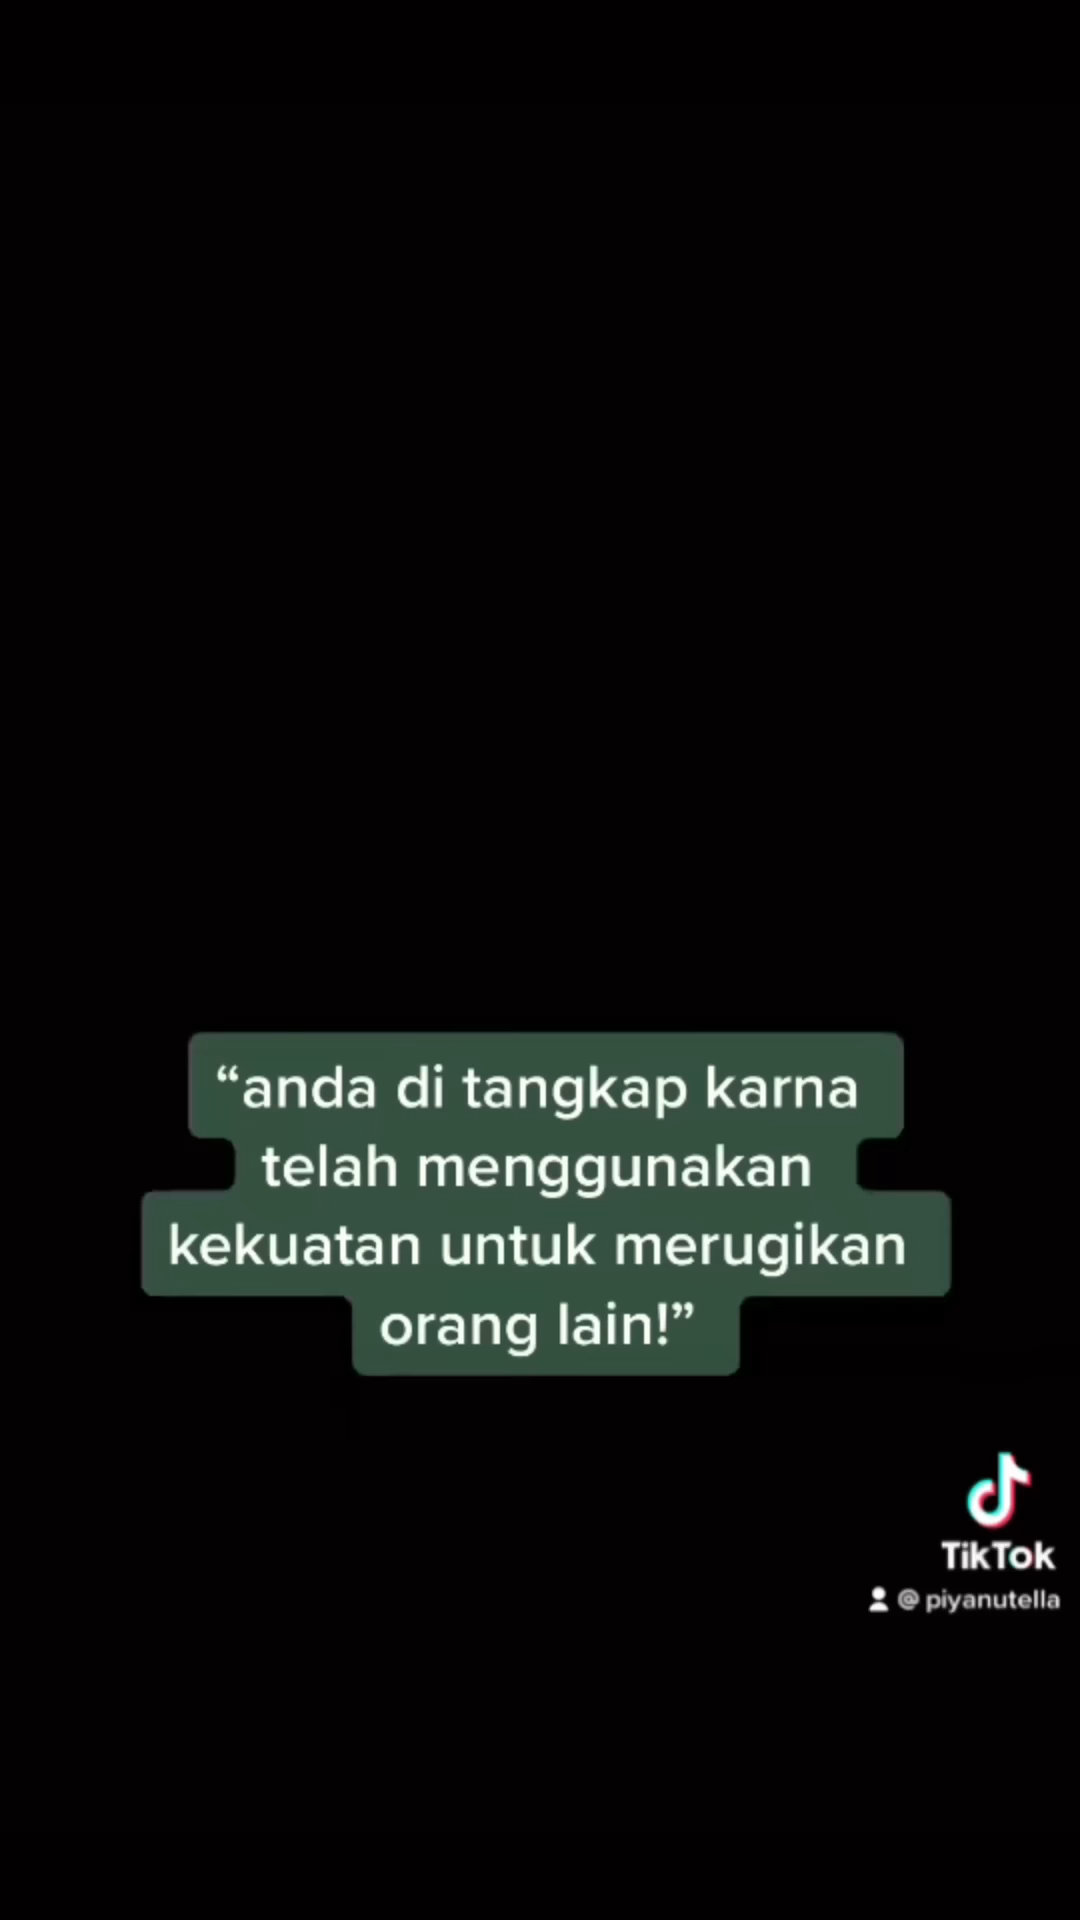 “anda di tangkap karna
telah menggunakan
kekuatan untuk merugikan
orang lain!”
TikTok
@ piyanutella